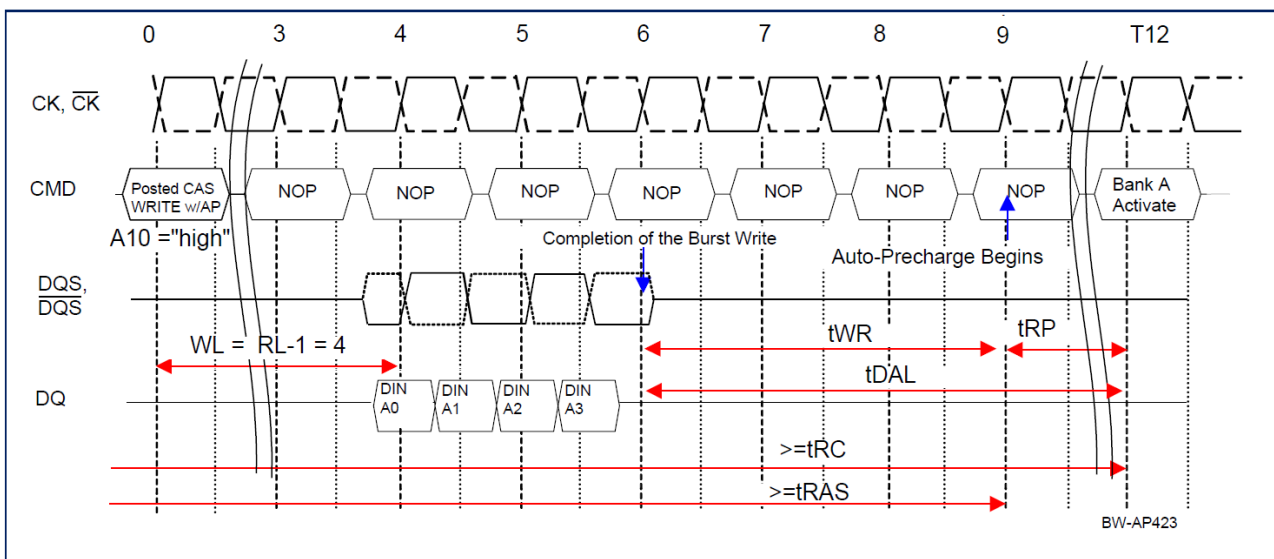 0 3 4 5 6 7 8 9 T12
CK, CK
CMD
Posted CAS
WRITE w/AP
NOP NOP NOP NOP NOP NOP NOP
Bank A
Activate
A10 ="high"
Completion of the Burst Write
Auto-Precharge Begins
DQS,
DQS
WL = RL-1 = 4
tWR
tRP
tDAL
DQ
DIN
A0
DIN
A1
DIN
A2
DIN
A3
>=tRC
>=tRAS
BW-AP423